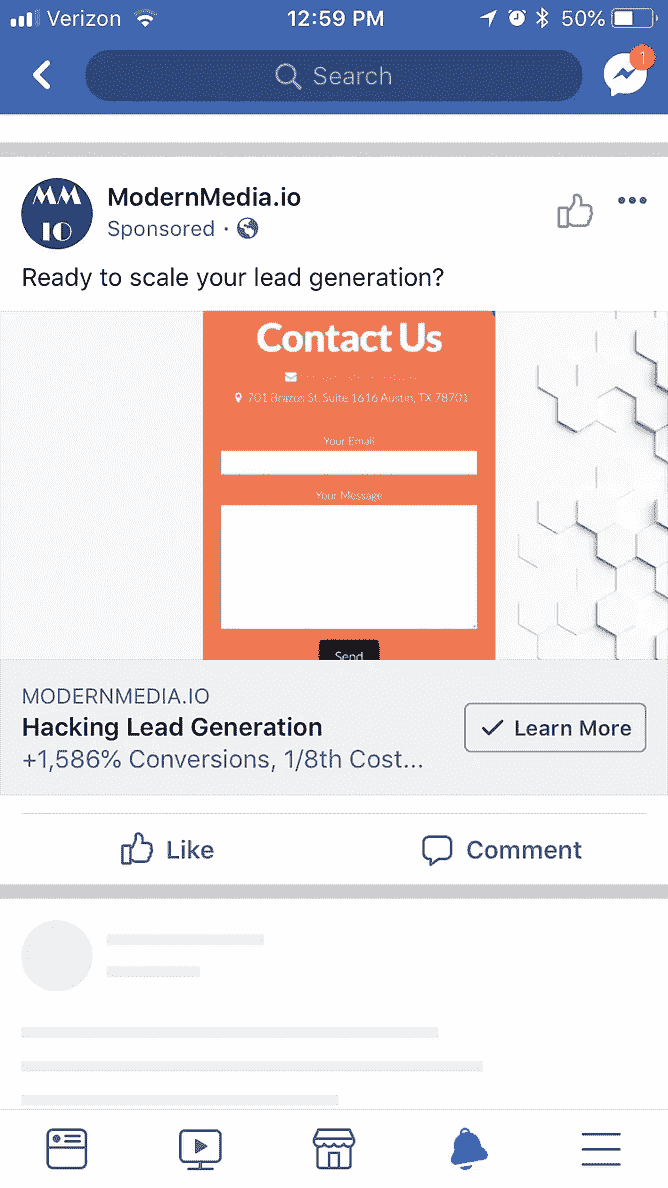 Verizon 12:59 PM 50%
Search
1
MM
IO
ModernMedia.io
Sponsored ·
Ready to scale your lead generation?
Contact Us
701 Brazos St. Suite 1616 Austin, TX 78701
Your Email
Your Message
Send
MODERNMEDIA.IO
Hacking Lead Generation
+1,586% Conversions, 1/8th Cost...
Learn More
Like
Comment